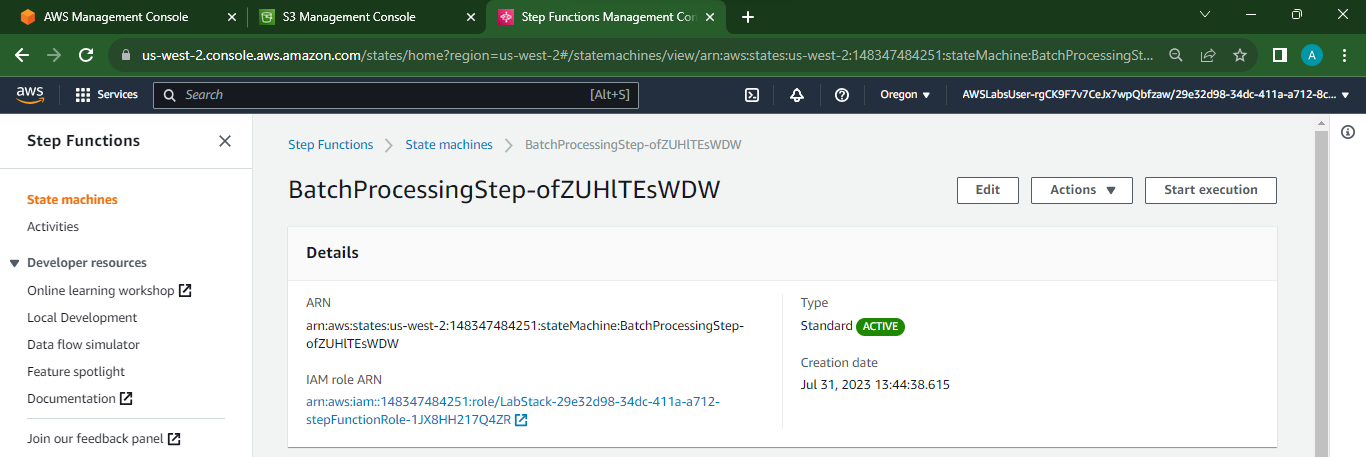 AWS Management Console
S3 Management Console
Step Functions Management Con
us-west-2.console.aws.amazon.com/states/home?region=us-west-2#/statemachines/view/arn:aws:states:us-west-2:148347484251:stateMachine:BatchProcessingSt...
A
aws
Services
Search
[Alt+S]
Oregon
AWSLabsUser-rgCK9F7v7CeJx7wpQbfzaw/29e32d98-34dc-411a-a712-8c...
Step Functions
State machines
Activities
Developer resources
Online learning workshop
Local Development
Data flow simulator
Feature spotlight
Documentation
Join our feedback panel
Step Functions
State machines
BatchProcessingStep-ofZUHlTEsWDW
BatchProcessingStep-ofZUHlTEsWDW
Edit
Actions
Start execution
Details
ARN
arn:aws:states:us-west-2:148347484251:stateMachine:BatchProcessingStep-
ofZUHlTEsWDW
IAM role ARN
arn:aws:iam::148347484251:role/LabStack-29e32d98-34dc-411a-a712-
stepFunctionRole-1JX8HH217Q4ZR
Type
Standard ACTIVE
Creation date
Jul 31, 2023 13:44:38.615